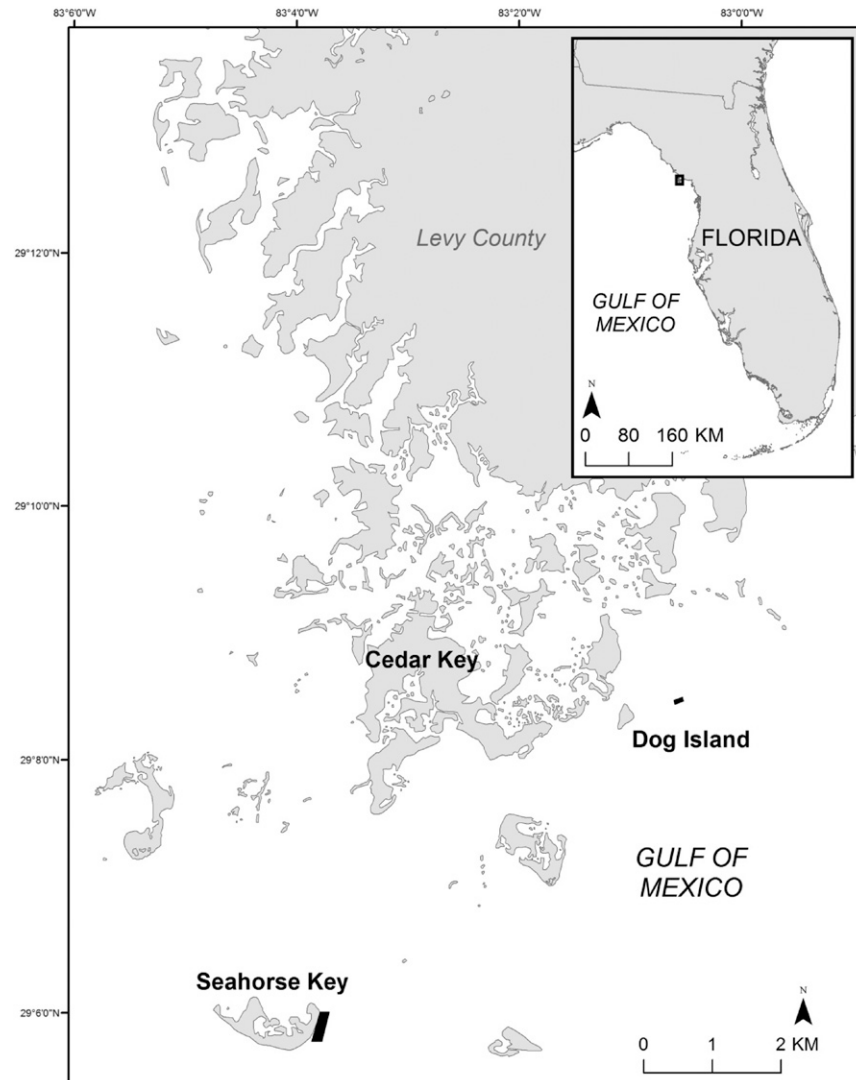 83°6'0"W
83°4'0"W
83°2'0"W
83°0'0"W
29°12'0"N
29°10'0"N
29°8'0"N
29°6'0"N
Levy County
FLORIDA
GULF OF
MEXICO
N
0 80 160 KM
Cedar Key
Dog Island
GULF OF
MEXICO
Seahorse Key
N
0 1 2 KM